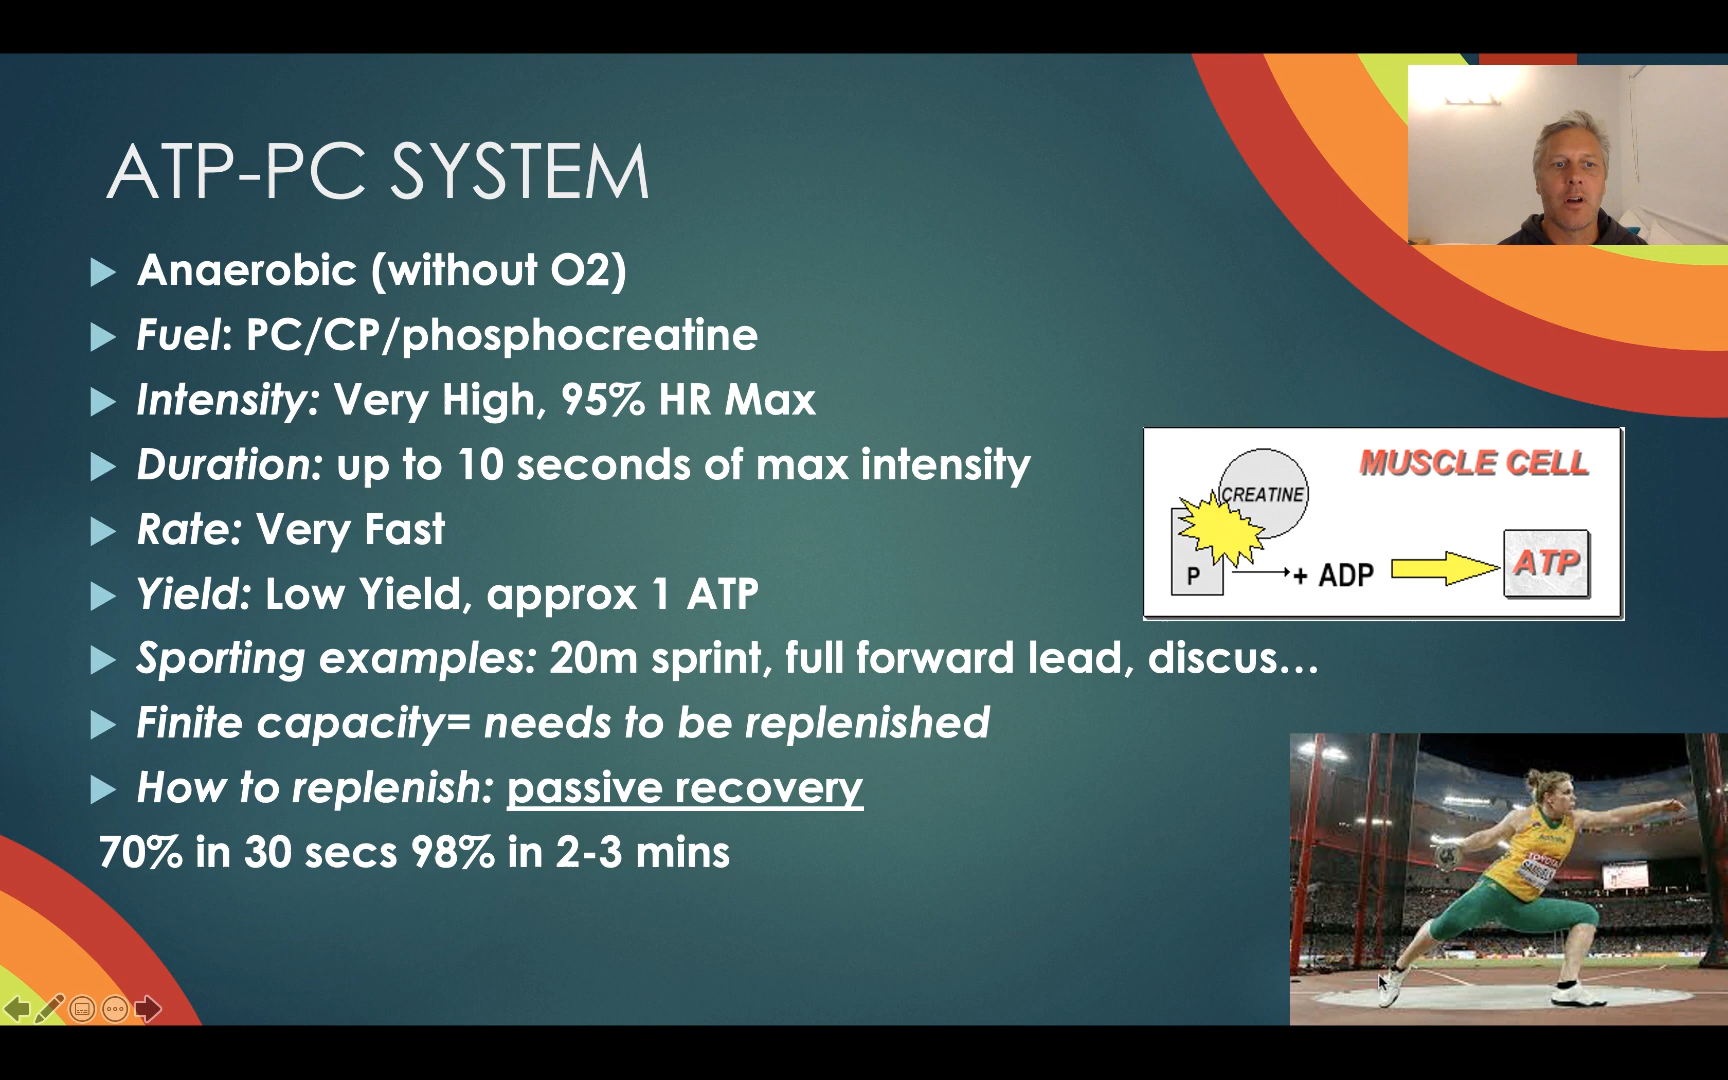 ATP-PC SYSTEM
Anaerobic (without O2)
Fuel: PC/CP/phosphocreatine
Intensity: Very High, 95% HR Max
Duration: up to 10 seconds of max intensity
Rate: Very Fast
Yield: Low Yield, approx 1 ATP
Sporting examples: 20m sprint, full forward lead, discus…
Finite capacity= needs to be replenished
How to replenish: passive recovery
70% in 30 secs 98% in 2-3 mins
MUSCLE CELL
CREATINE
P
+ ADP
ATP
TOYOTA